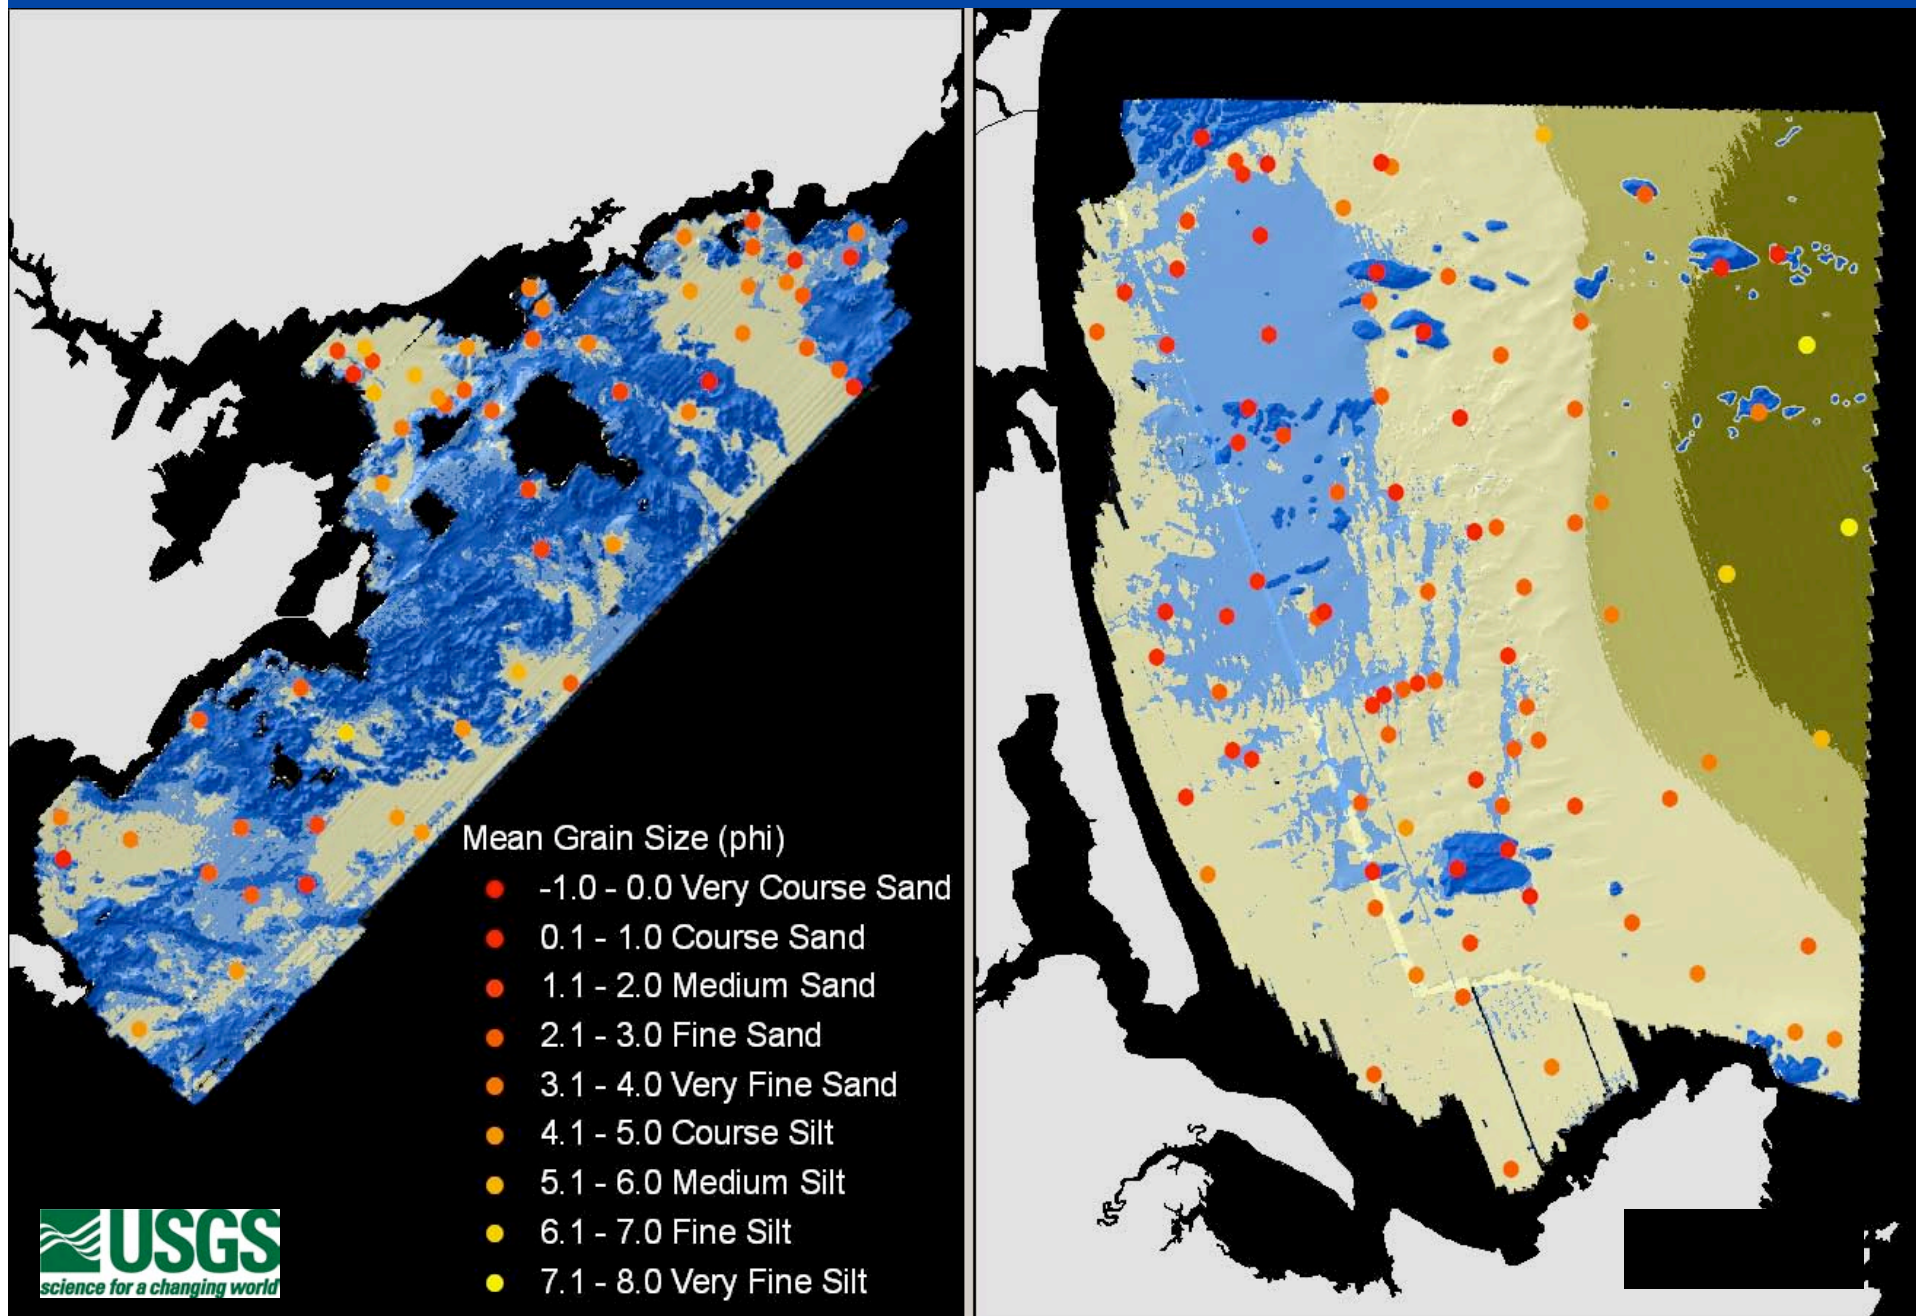 Mean Grain Size (phi)
-1.0 - 0.0 Very Course Sand
0.1 - 1.0 Course Sand
1.1 - 2.0 Medium Sand
2.1 - 3.0 Fine Sand
3.1 - 4.0 Very Fine Sand
4.1 - 5.0 Course Silt
5.1 - 6.0 Medium Silt
6.1 - 7.0 Fine Silt
7.1 - 8.0 Very Fine Silt
USGS
science for a changing world